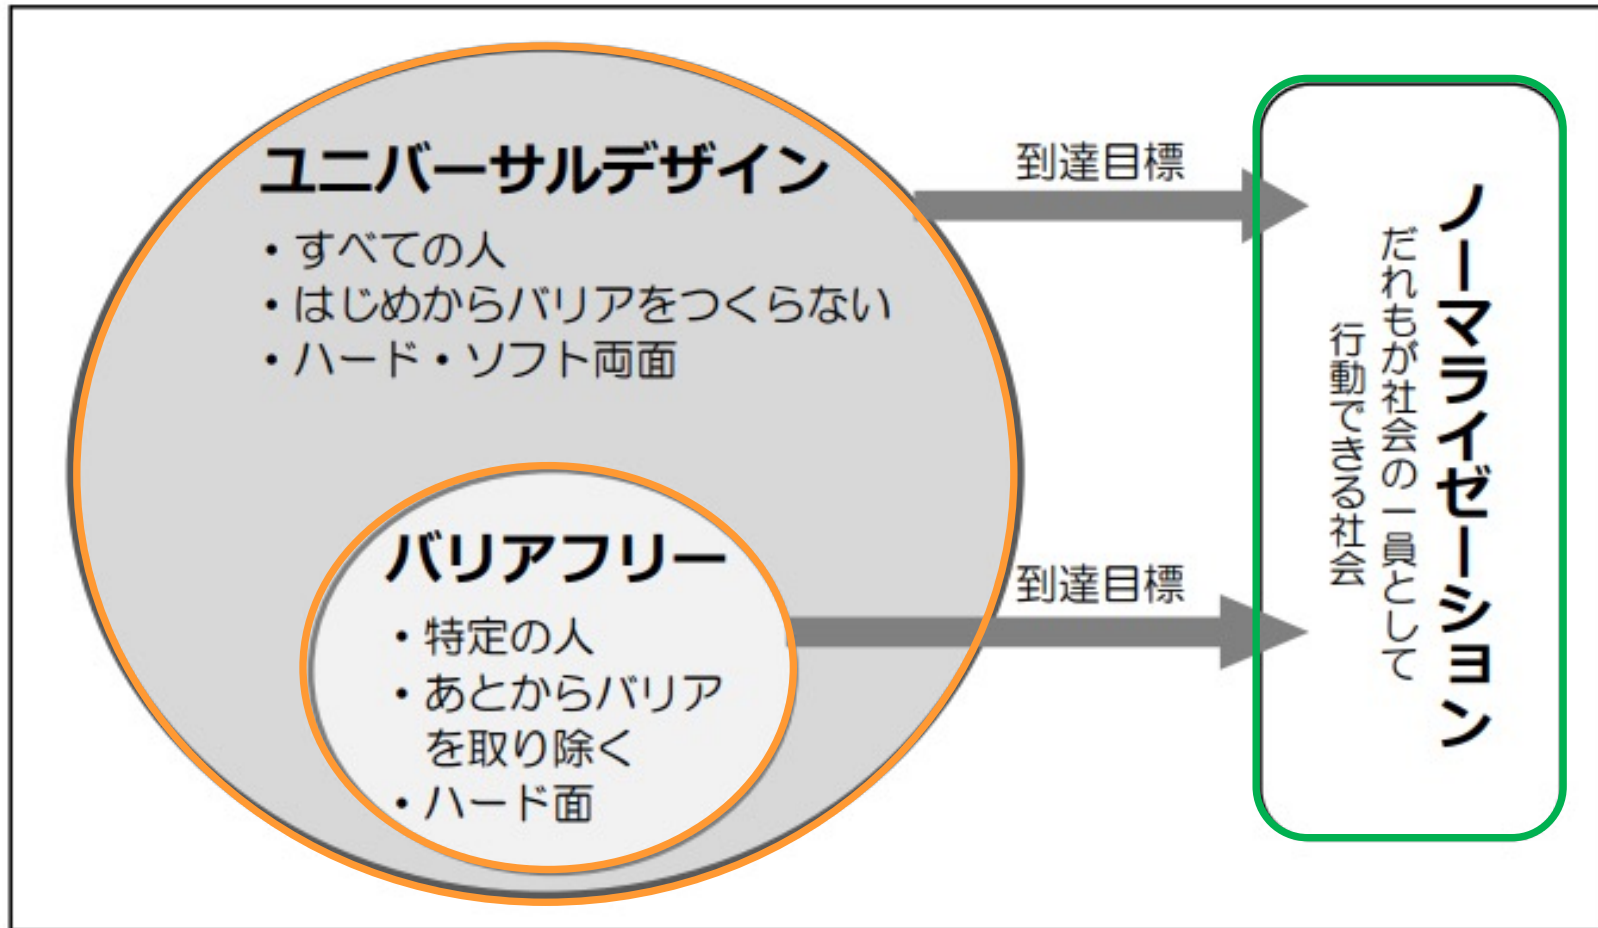 ユニバーサルデザイン
・すべての人
・はじめからバリアをつくらない
・ハード・ソフト両面
バリアフリー
・特定の人
・あとからバリア
を取り除く
・ハード面
到達目標
到達目標
ノーマライゼーション
だれもが社会の一員として
行動できる社会